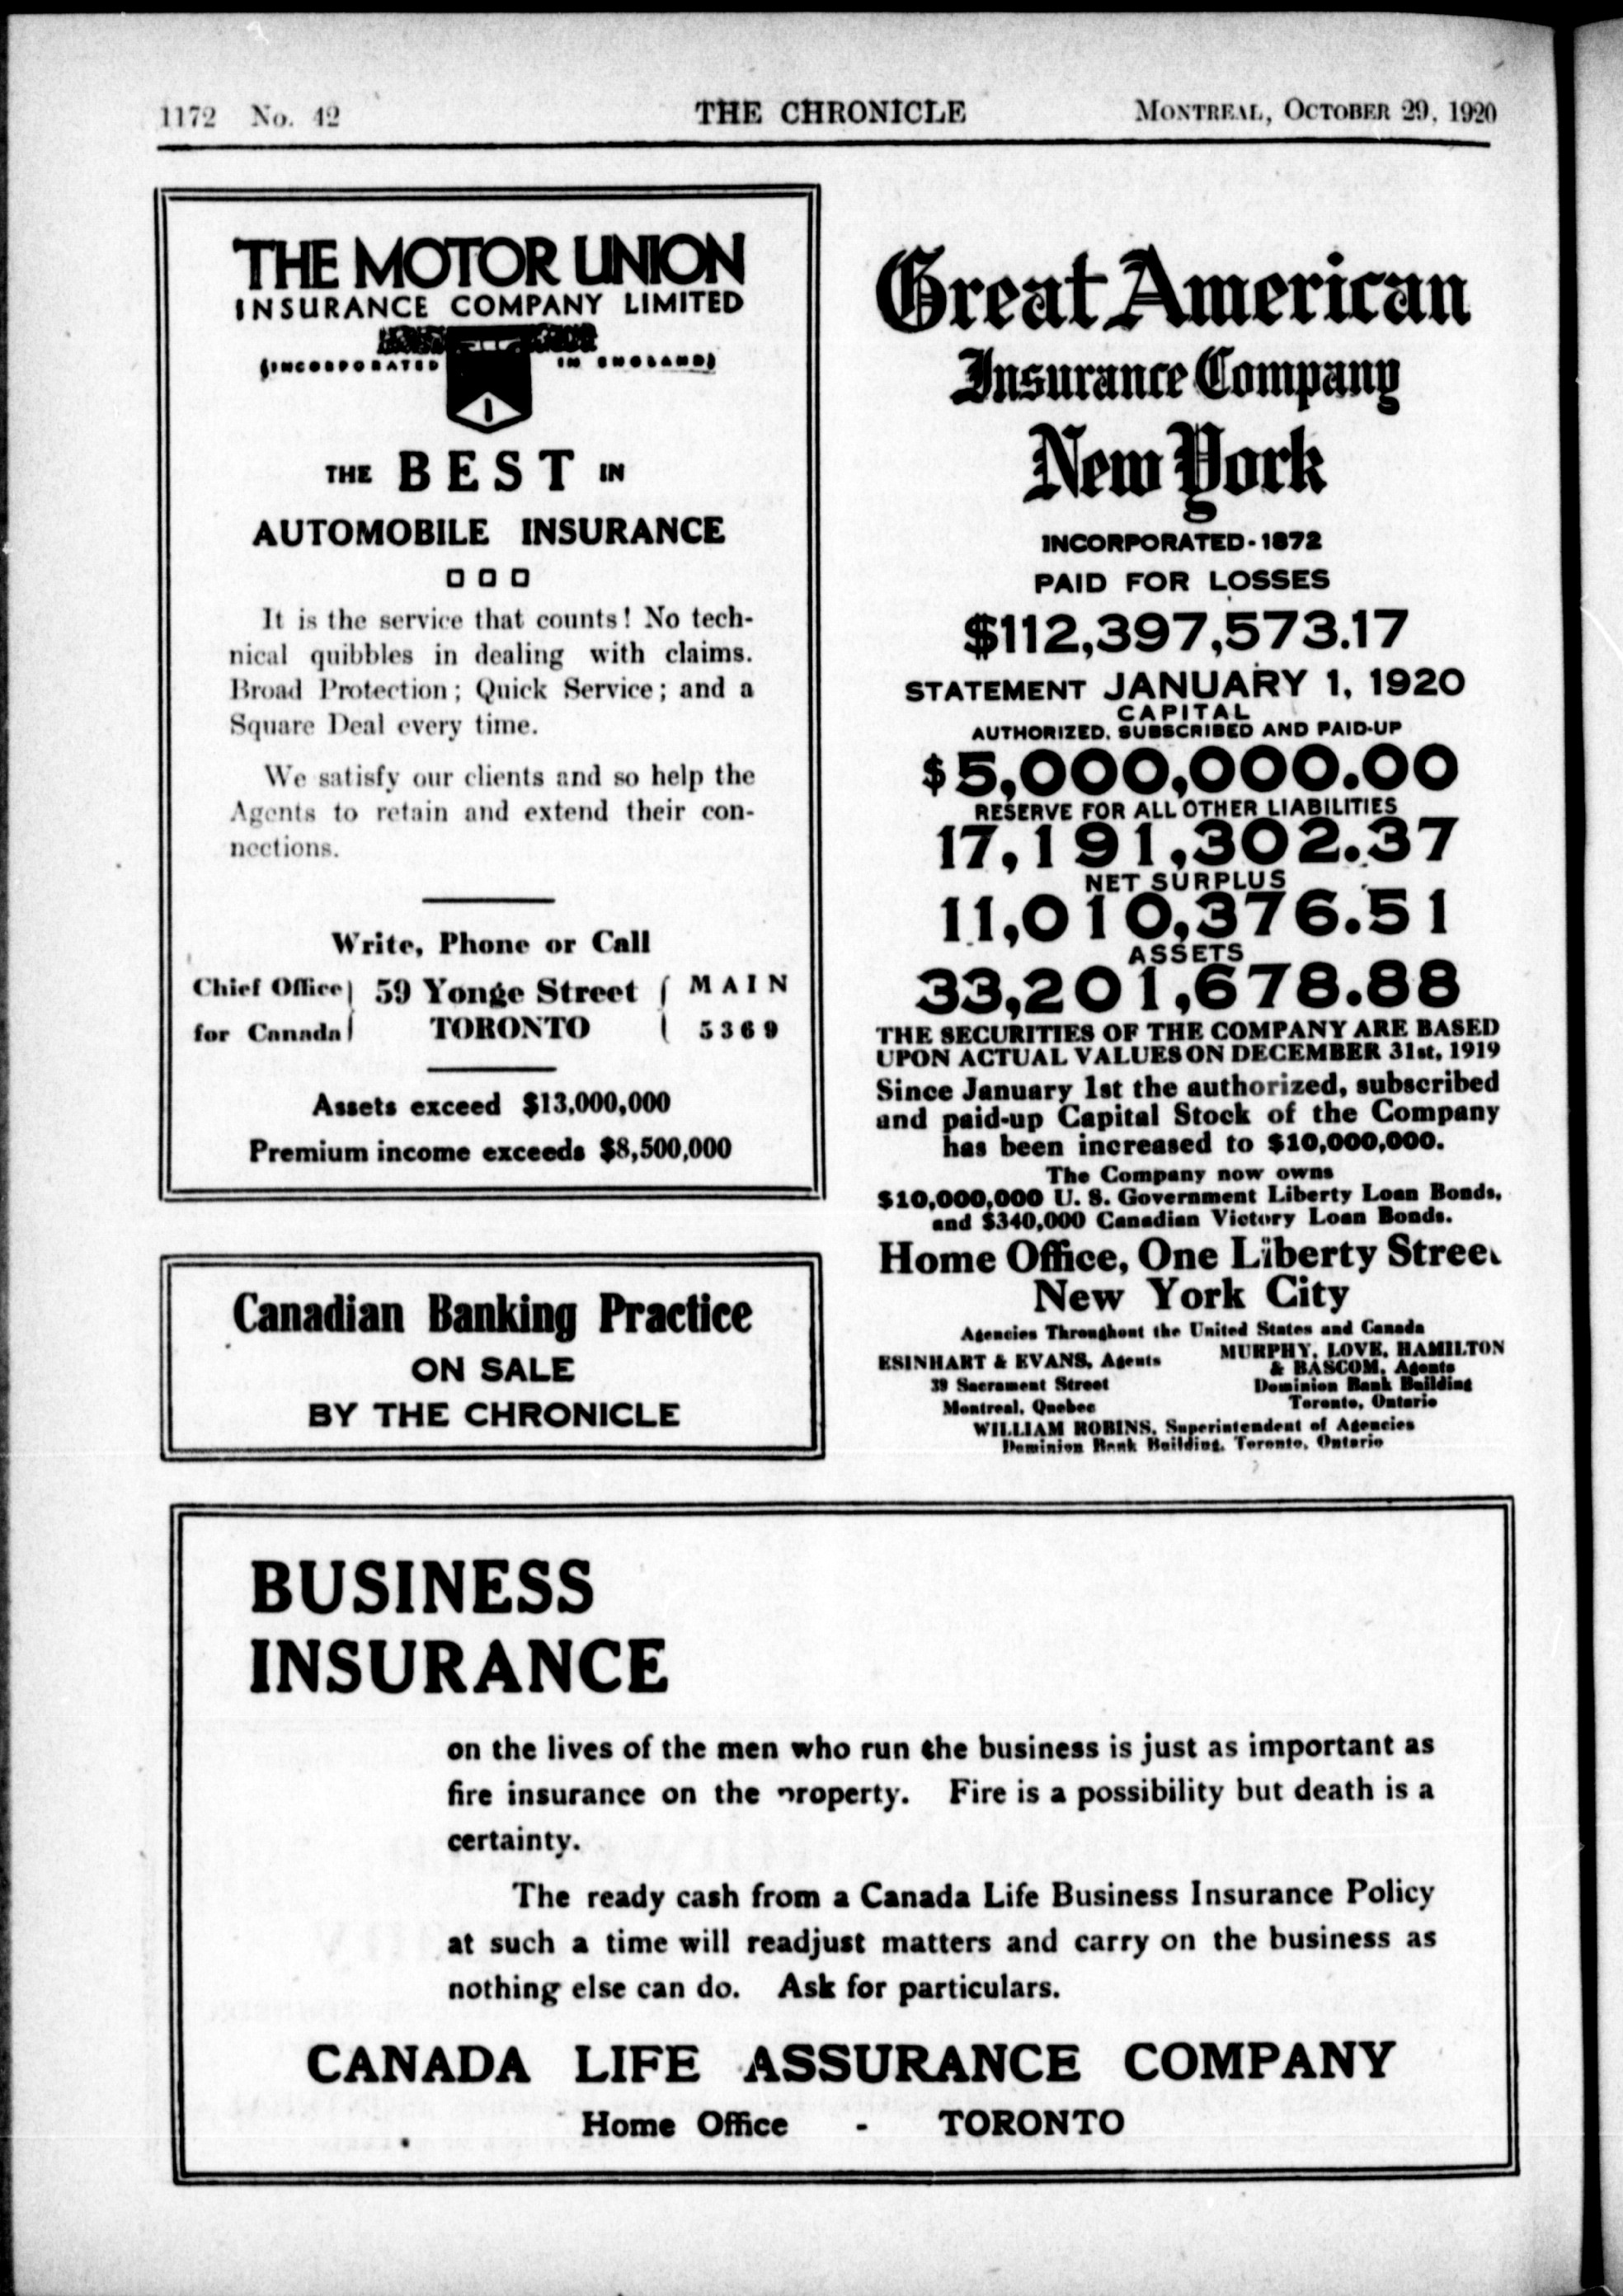 1172 No. 42 THE CHRONICLE MONTREAL, OCTOBER 29, 1920
THE MOTOR UNION
INSURANCE COMPANY LIMITED
(INCORPORATED IN ENGLAND)
THE BEST IN
AUTOMOBILE INSURANCE
It is the service that counts! No tech-
nical quibbles in dealing with claims.
Broad Protection; Quick Service; and a
Square Deal every time.
We satisfy our clients and so help the
Agents to retain and extend their con-
nections.
Write, Phone or Call
Chief Office 59 Yonge Street MAIN
for Canada TORONTO 5369
Assets exceed $13,000,000
Premium income exceeds $8,500,000
Canadian Banking Practice
ON SALE
BY THE CHRONICLE
Great American
Insurance Company
New York
INCORPORATED-1872
PAID FOR LOSSES
$112,397,573.17
STATEMENT JANUARY 1, 1920
CAPITAL
AUTHORIZED, SUBSCRIBED AND PAID-UP
$5,000,000.00
RESERVE FOR ALL OTHER LIABILITIES
17,191,302.37
NET SURPLUS
11,010,376.51
ASSETS
33,201,678.88
THE SECURITIES OF THE COMPANY ARE BASED
UPON ACTUAL VALUES ON DECEMBER 31st, 1919
Since January 1st the authorized, subscribed
and paid-up Capital Stock of the Company
has been increased to $10,000,000.
The Company now owns
$10,000,000 U. S. Government Liberty Loan Bonds,
and $340,000 Canadian Victory Loan Bonds.
Home Office, One Liberty Street
New York City
Agencies Throughout the United States and Canada
ESINHART & EVANS, Agents
39 Sacrament Street
Montreal, Quebec
MURPHY, LOVE, HAMILTON
& BASCOM, Agents
Dominion Bank Building
Toronto, Ontario
WILLIAM ROBINS, Superintendent of Agencies
Dominion Bank Building, Toronto, Ontario
BUSINESS
INSURANCE
on the lives of the men who run the business is just as important as
fire insurance on the property. Fire is a possibility but death is a
certainty.
The ready cash from a Canada Life Business Insurance Policy
at such a time will readjust matters and carry on the business as
nothing else can do. Ask for particulars.
CANADA LIFE ASSURANCE COMPANY
Home Office - TORONTO